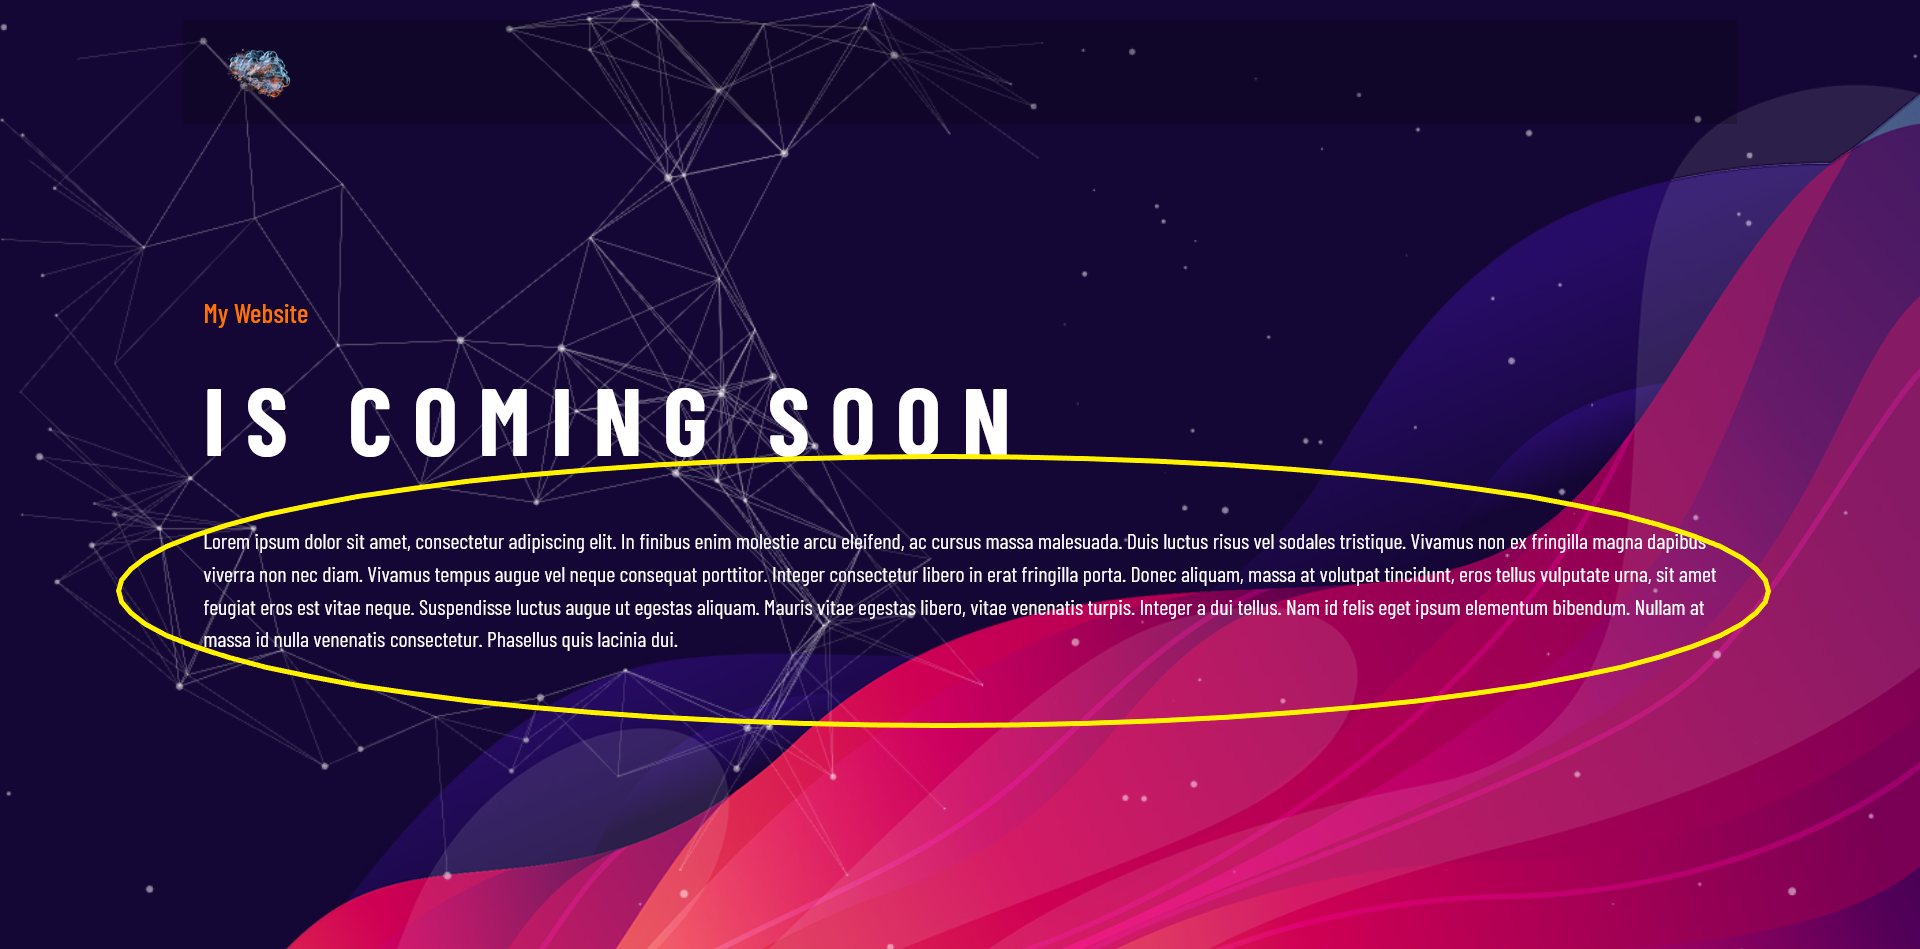 My Website
IS COMING SOON
Lorem ipsum dolor sit amet, consectetur adipiscing elit. In finibus enim molestie arcu eleifend, ac cursus massa malesuada. Duis luctus risus vel sodales tristique. Vivamus non ex fringilla magna dapibus
viverra non nec diam. Vivamus tempus augue vel neque consequat porttitor. Integer consectetur libero in erat fringilla porta. Donec aliquam, massa at volutpat tincidunt, eros tellus vulputate urna, sit amet
feugiat eros est vitae neque. Suspendisse luctus augue ut egestas aliquam. Mauris vitae egestas libero, vitae venenatis turpis. Integer a dui tellus. Nam id felis eget ipsum elementum bibendum. Nullam at
massa id nulla venenatis consectetur. Phasellus quis lacinia dui.